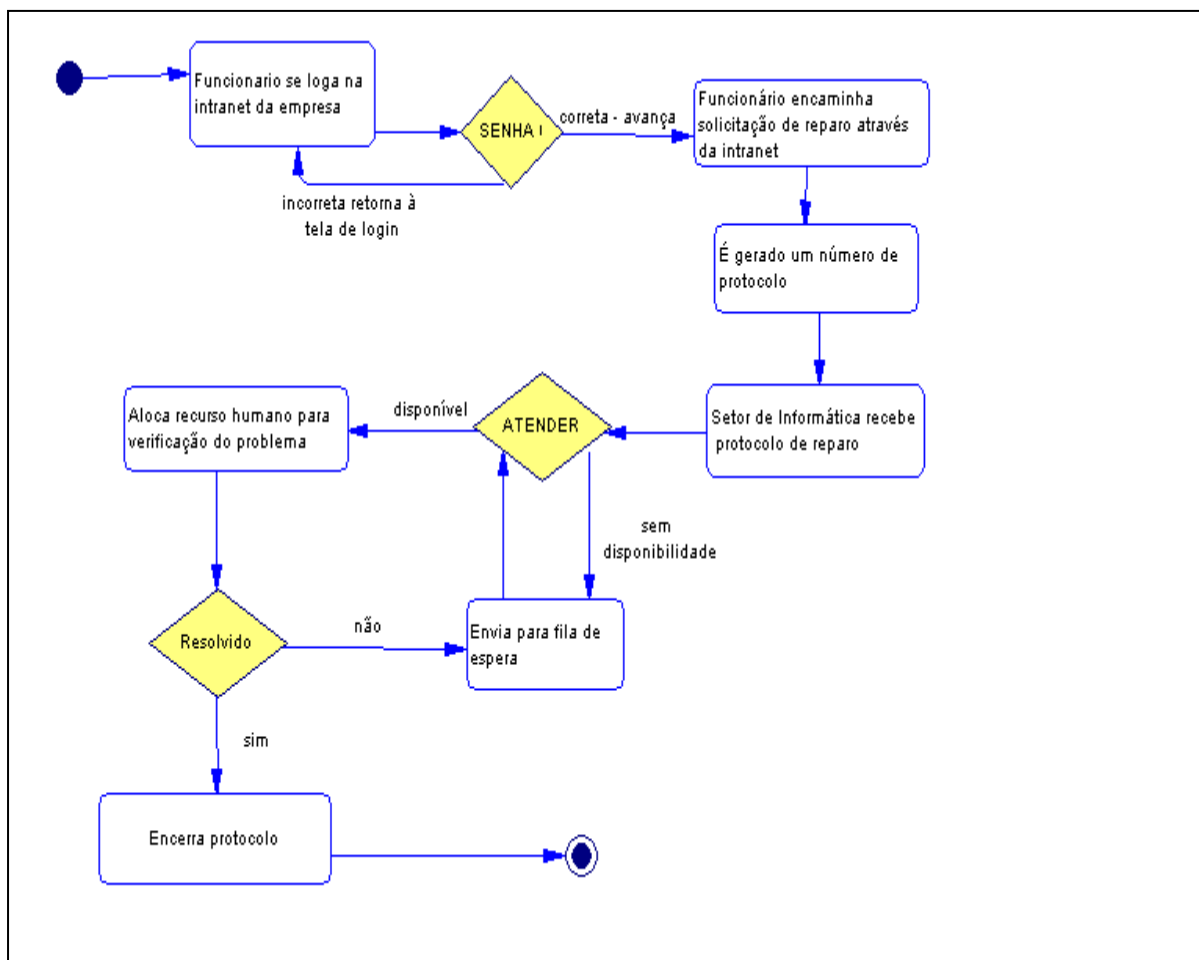 Funcionario se loga na
intranet da empresa
SENHA
correta - avança
Funcionário encaminha
solicitação de reparo através
da intranet
incorreta retorna à
tela de login
É gerado um número de
protocolo
Setor de Informática recebe
protocolo de reparo
ATENDER
disponível
Aloca recurso humano para
verificação do problema
sem
disponibilidade
Envia para fila de
espera
não
Resolvido
sim
Encerra protocolo